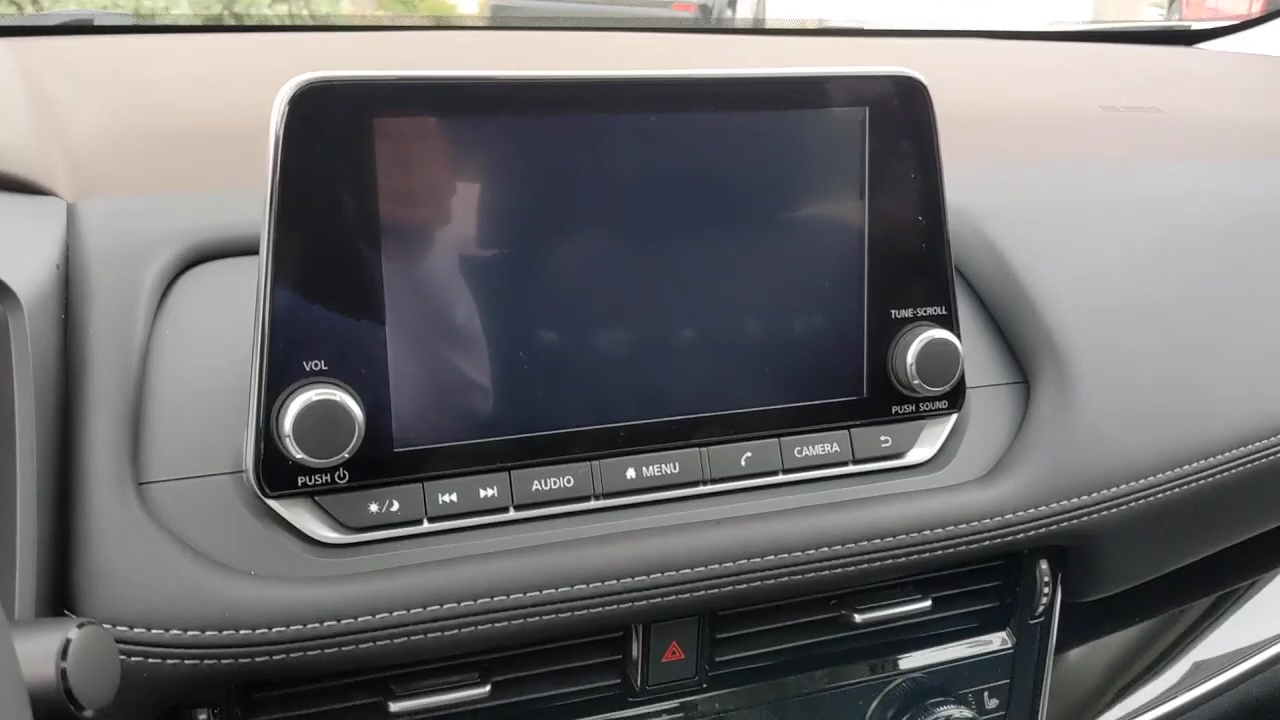 TUNE·SCROLL
VOL
PUSH SOUND
PUSH
AUDIO
MENU
CAMERA